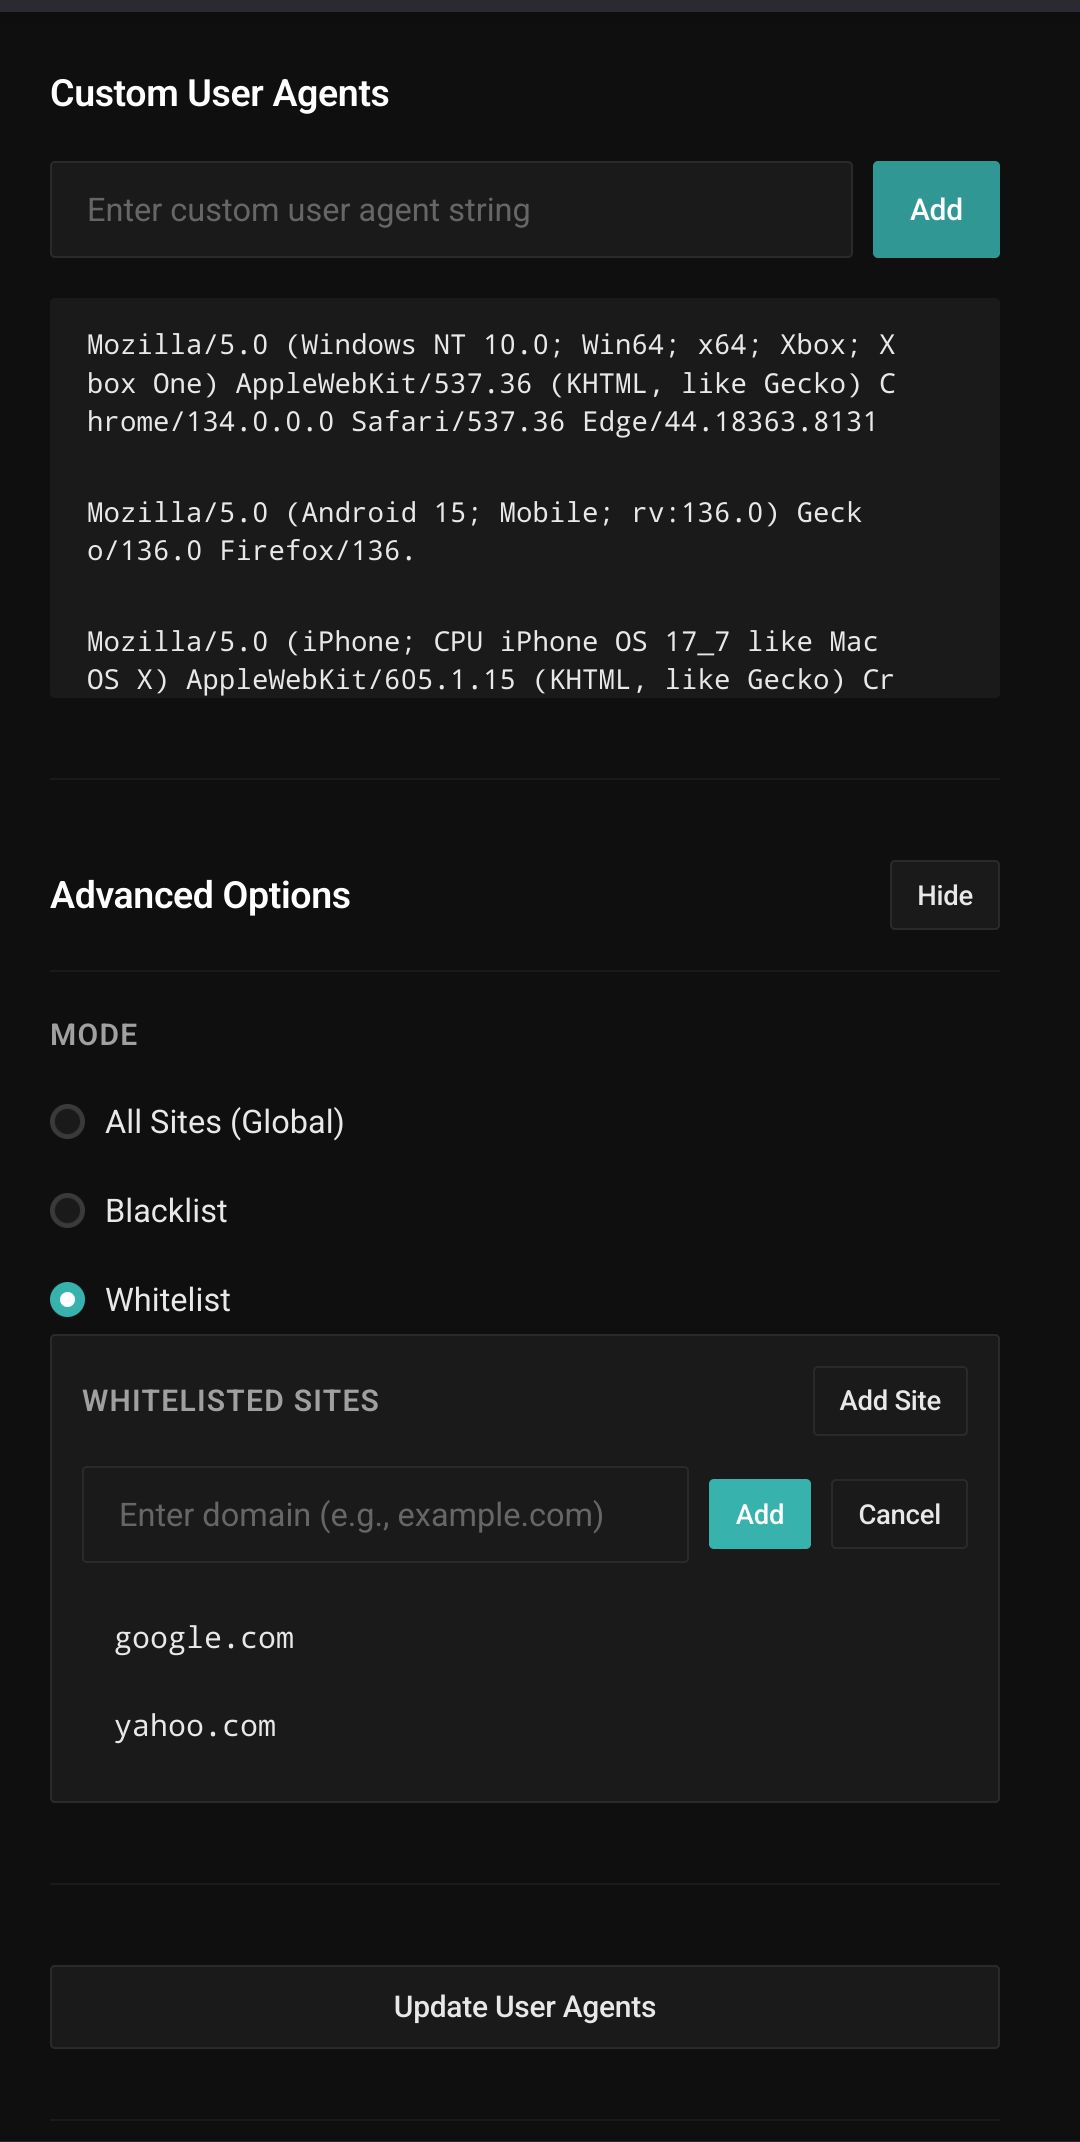 Custom User Agents
Enter custom user agent string
Add
Mozilla/5.0 (Windows NT 10.0; Win64; x64; Xbox; X
box One) AppleWebKit/537.36 (KHTML, like Gecko) C
hrome/134.0.0.0 Safari/537.36 Edge/44.18363.8131
Mozilla/5.0 (Android 15; Mobile; rv:136.0) Geck
o/136.0 Firefox/136.
Mozilla/5.0 (iPhone; CPU iPhone OS 17_7 like Mac
OS X) AppleWebKit/605.1.15 (KHTML, like Gecko) Cr
Advanced Options
Hide
MODE
All Sites (Global)
Blacklist
Whitelist
WHITELISTED SITES
Add Site
Enter domain (e.g., example.com)
Add
Cancel
google.com
yahoo.com
Update User Agents